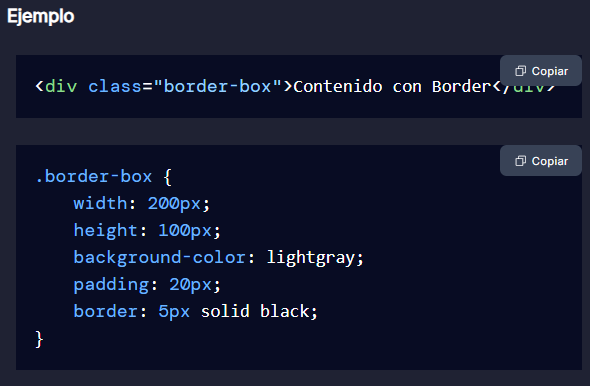 Ejemplo
Copiar
<div class="border-box">Contenido con Border</div>
Copiar
.border-box {
    width: 200px;
    height: 100px;
    background-color: lightgray;
    padding: 20px;
    border: 5px solid black;
}